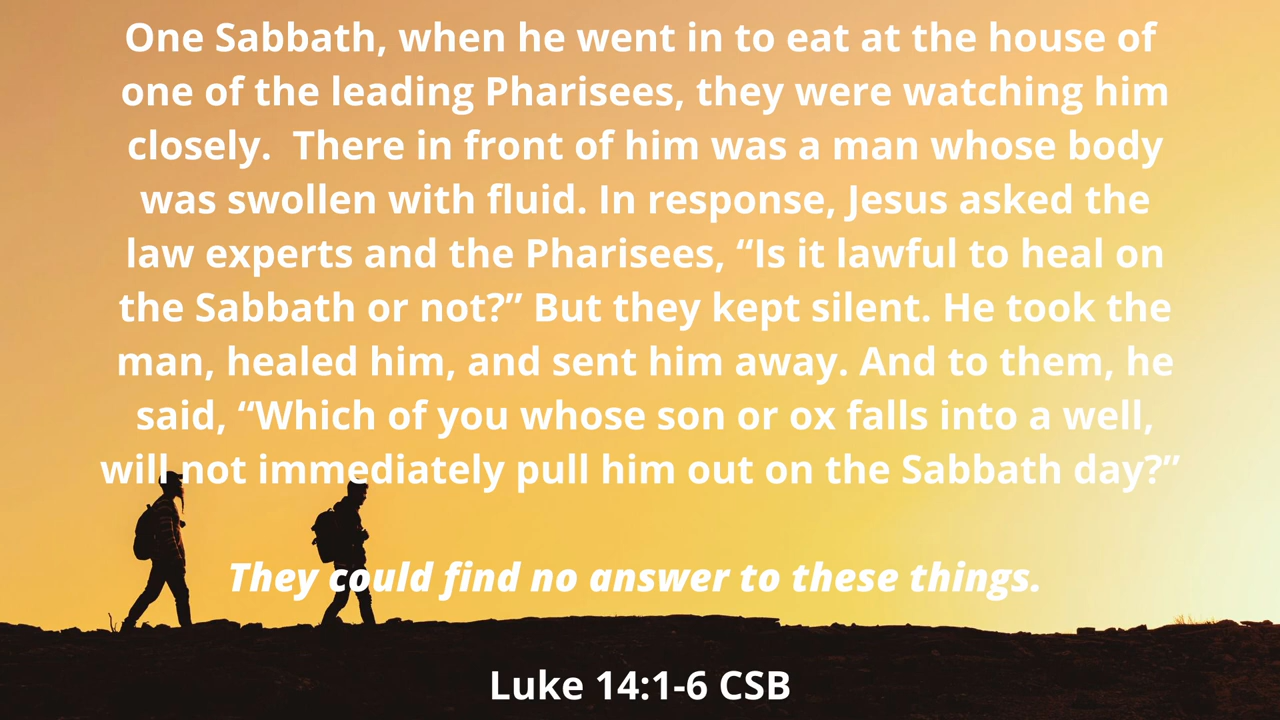 One Sabbath, when he went in to eat at the house of
one of the leading Pharisees, they were watching him
closely.  There in front of him was a man whose body
was swollen with fluid. In response, Jesus asked the
law experts and the Pharisees, “Is it lawful to heal on
the Sabbath or not?” But they kept silent. He took the
man, healed him, and sent him away. And to them, he
said, “Which of you whose son or ox falls into a well,
will not immediately pull him out on the Sabbath day?”
They could find no answer to these things.
Luke 14:1-6 CSB